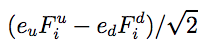 (e_u F_i^u − e_d F_i^d)/√2